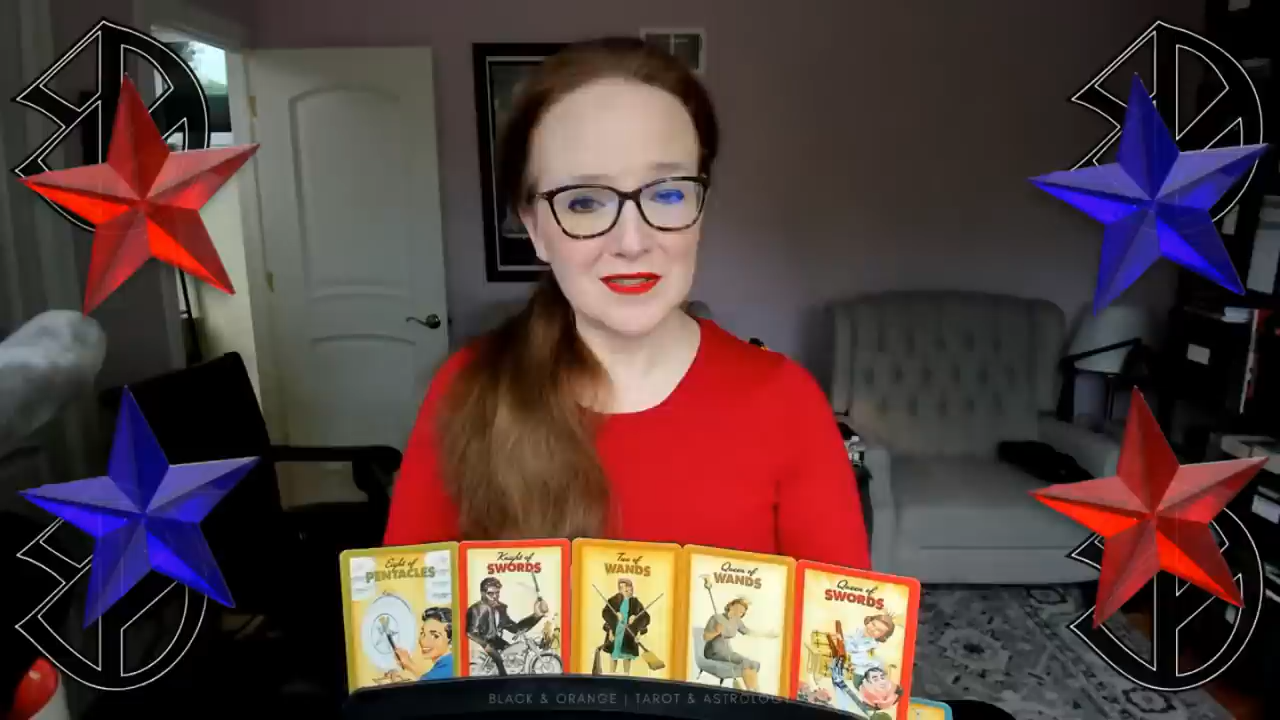 Eight of
PENTACLES
Knight of
SWORDS
Two of
WANDS
Queen of
WANDS
Queen of
SWORDS
BLACK & ORANGE | TAROT & ASTROLOGY